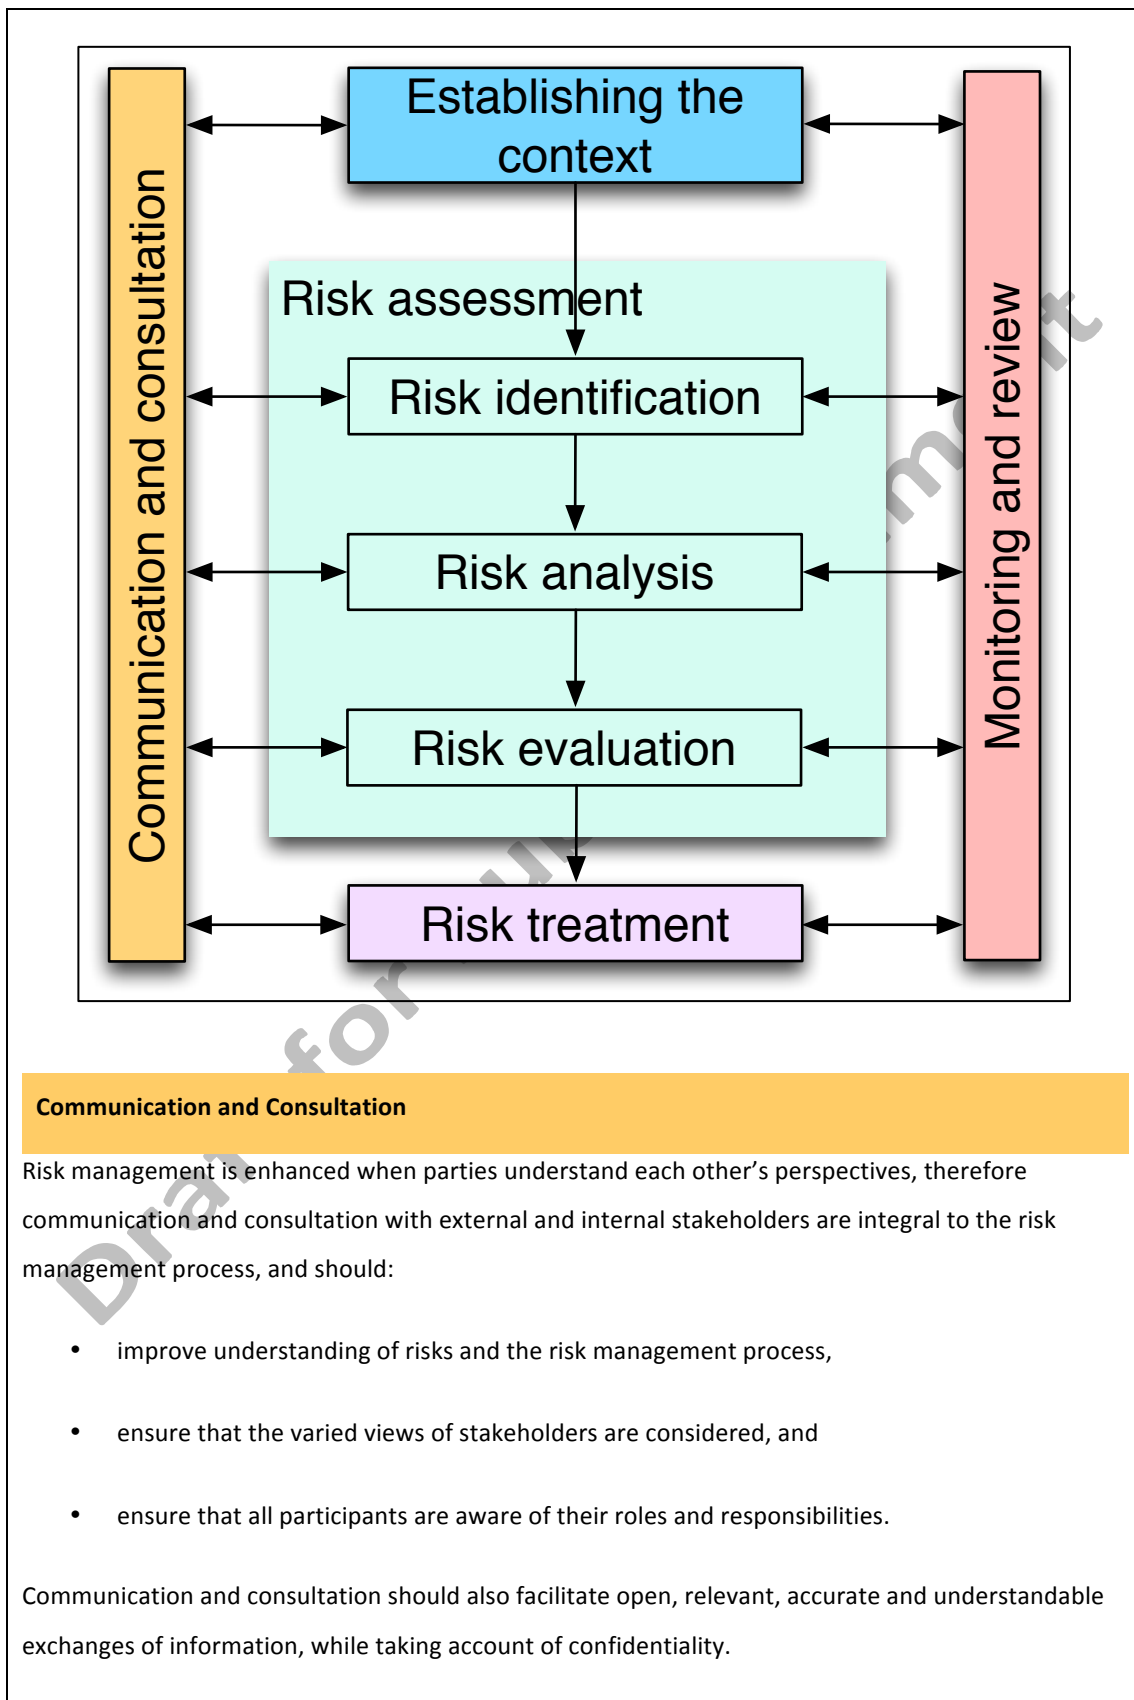 Establishing the
context
Communication and consultation
Monitoring and review
Risk assessment
Risk identification
Risk analysis
Risk evaluation
Risk treatment
Communication and Consultation
Risk management is enhanced when parties understand each other’s perspectives, therefore
communication and consultation with external and internal stakeholders are integral to the risk
management process, and should:
• improve understanding of risks and the risk management process,
• ensure that the varied views of stakeholders are considered, and
• ensure that all participants are aware of their roles and responsibilities.
Communication and consultation should also facilitate open, relevant, accurate and understandable
exchanges of information, while taking account of confidentiality.
Draft for